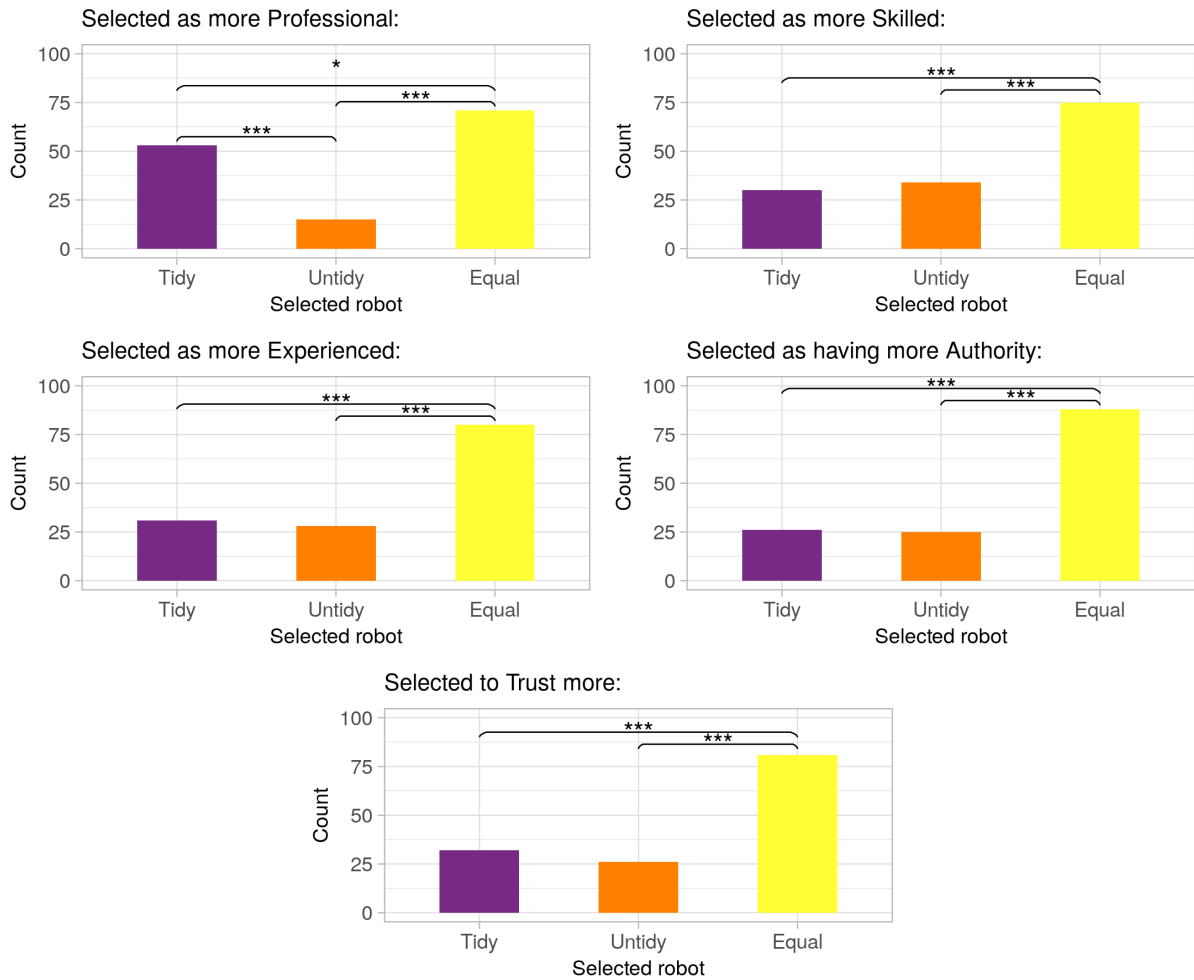 Selected as more Professional:
100
75
50
25
0
Count
*
***
***
Tidy Untidy Equal
Selected robot
Selected as more Skilled:
100
75
50
25
0
Count
***
***
Tidy Untidy Equal
Selected robot
Selected as more Experienced:
100
75
50
25
0
Count
***
***
Tidy Untidy Equal
Selected robot
Selected as having more Authority:
100
75
50
25
0
Count
***
***
Tidy Untidy Equal
Selected robot
Selected to Trust more:
100
75
50
25
0
Count
***
***
Tidy Untidy Equal
Selected robot